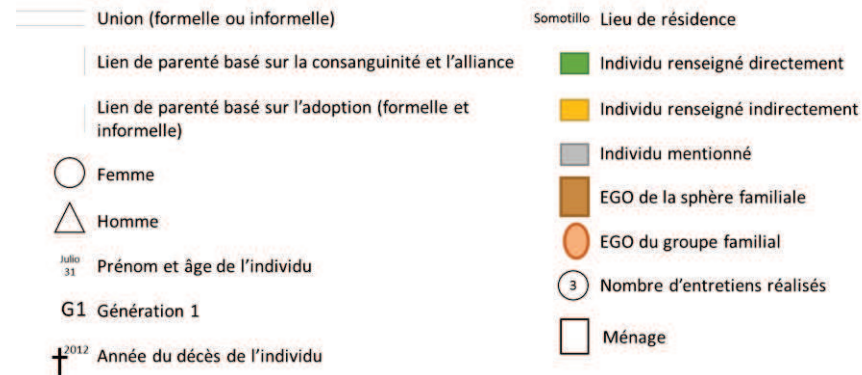 Union (formelle ou informelle)
Lien de parenté basé sur la consanguinité et l'alliance
Lien de parenté basé sur l'adoption (formelle et
informelle)
Femme
Homme
Julio
31
Prénom et âge de l'individu
G1 Génération 1
2012 Année du décès de l'individu
Somotillo Lieu de résidence
Individu renseigné directement
Individu renseigné indirectement
Individu mentionné
EGO de la sphère familiale
EGO du groupe familial
3 Nombre d'entretiens réalisés
Ménage